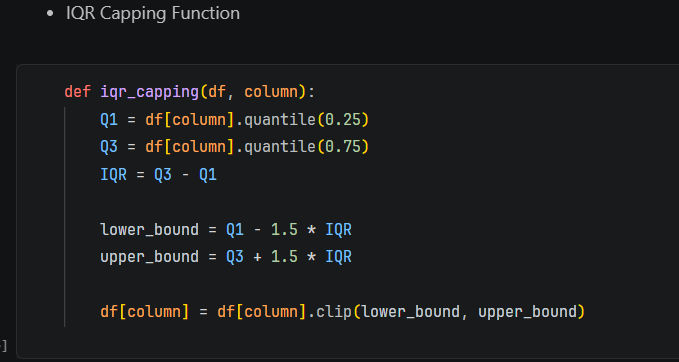 • IQR Capping Function
def iqr_capping(df, column):
    Q1 = df[column].quantile(0.25)
    Q3 = df[column].quantile(0.75)
    IQR = Q3 - Q1
    lower_bound = Q1 - 1.5 * IQR
    upper_bound = Q3 + 1.5 * IQR
    df[column] = df[column].clip(lower_bound, upper_bound)
]